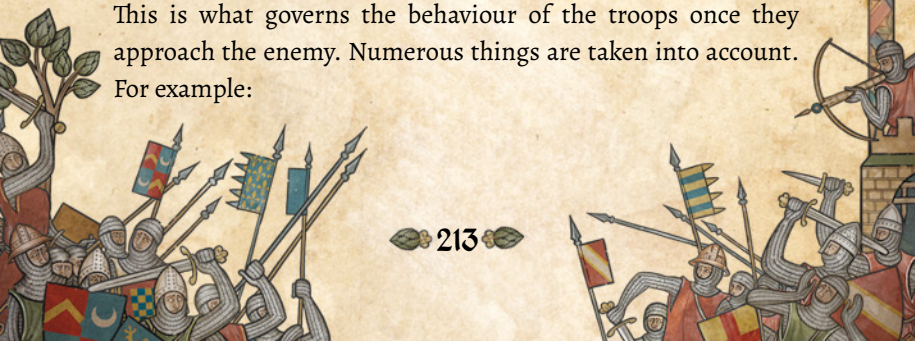 This is what governs the behaviour of the troops once they
approach the enemy. Numerous things are taken into account.
For example:
213